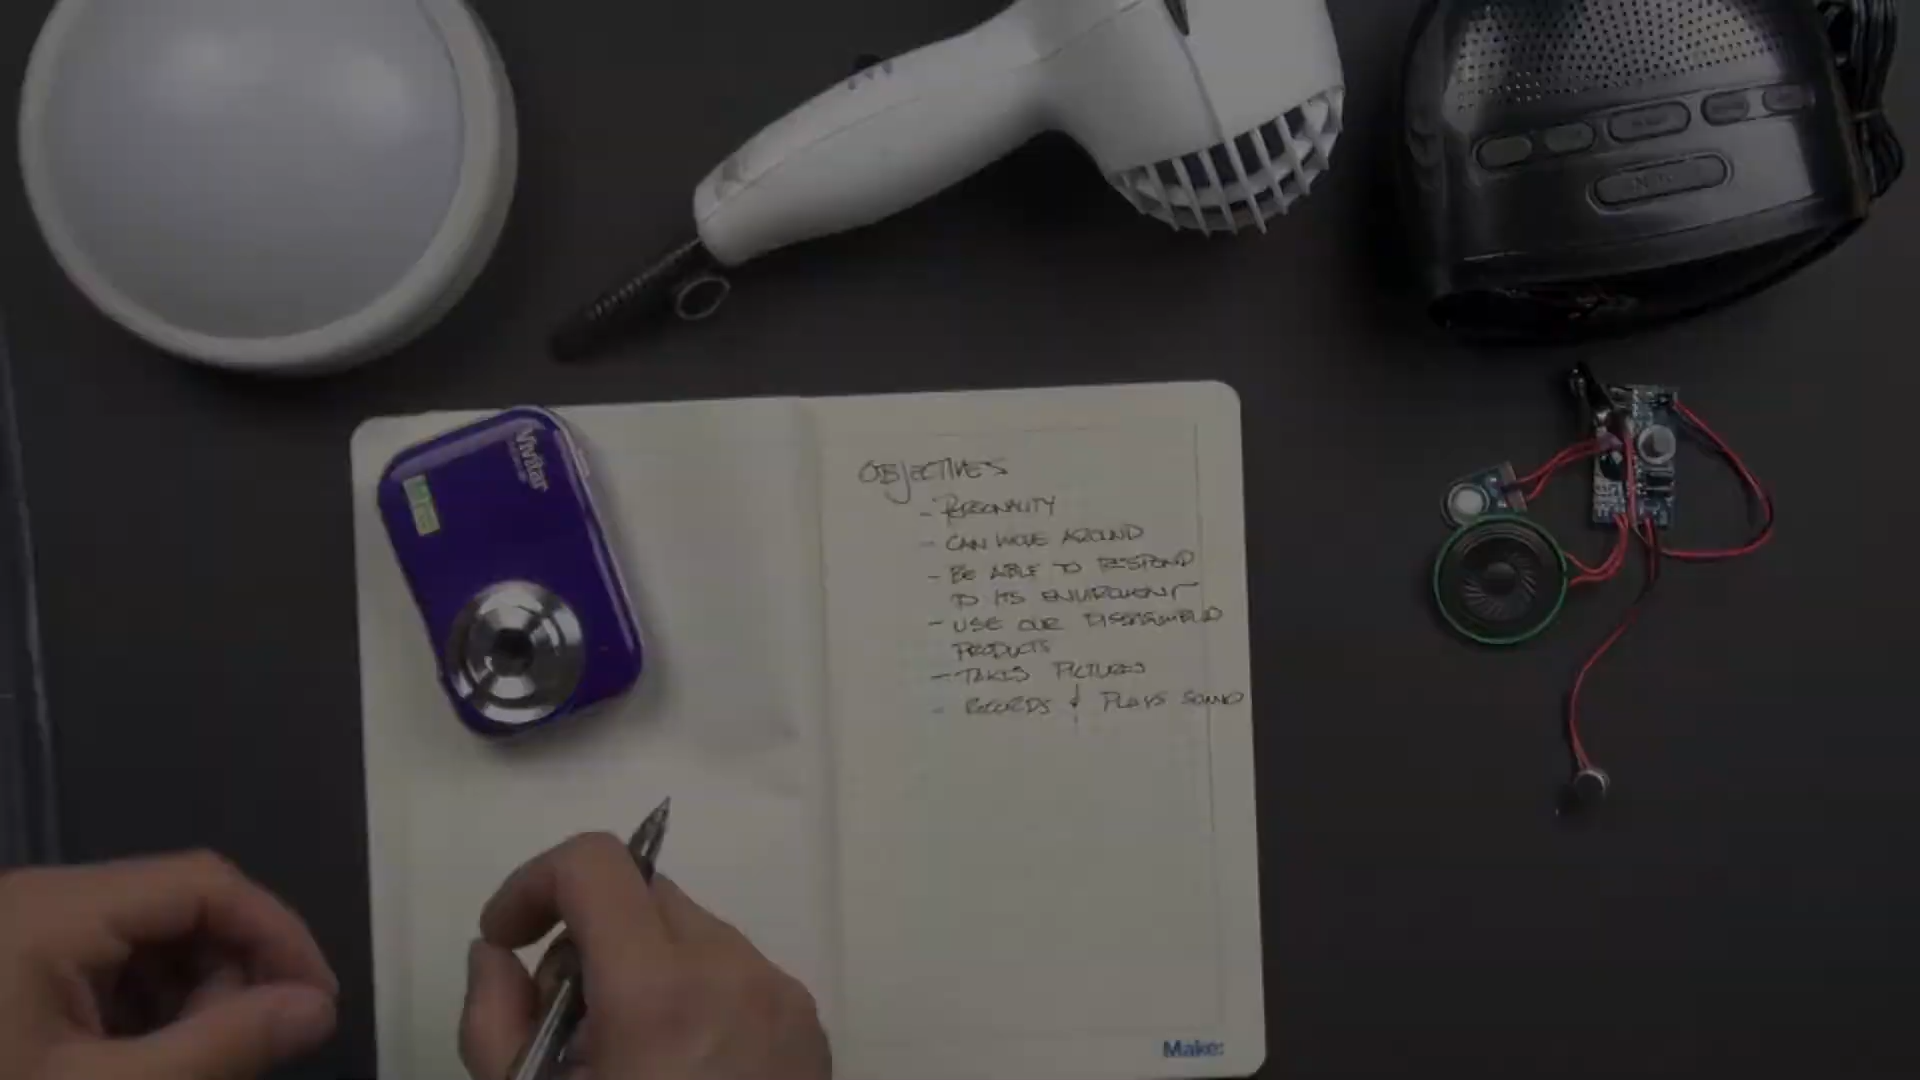 Vivitar
OBJECTIVES
- PERSONALITY
- CAN MOVE AROUND
- BE ABLE TO RESPOND
TO ITS ENVIRONMENT
- USE OUR DISASSEMBLED
PRODUCTS
- TAKES PICTURES
- RECORDS & PLAYS SOUND
Make: